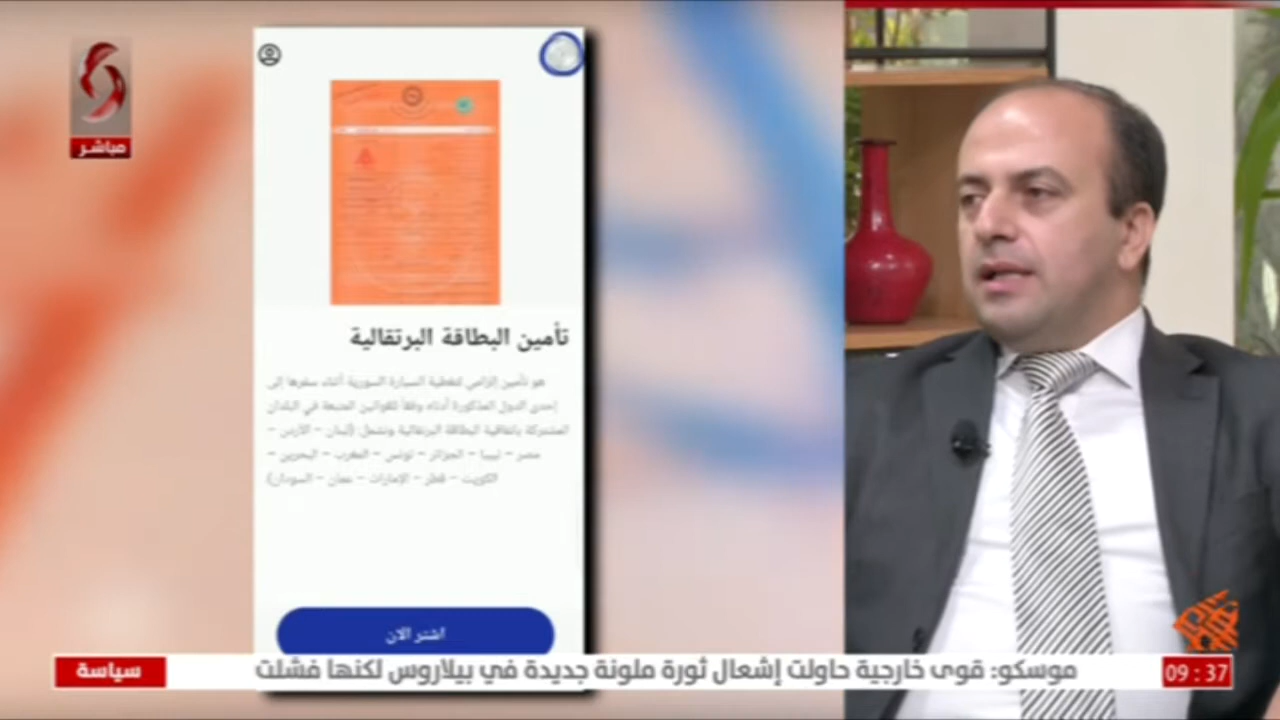 مباشر
تأمين البطاقة البرتقالية
هو تأمين إلزامي لتغطية السيارة السورية أثناء سفرها إلى
إحدى الدول المذكورة أدناه وفقاً للقوانين المتبعة في البلدان
المشتركة باتفاقية البطاقة البرتقالية وتشمل: (لبنان - الأردن -
مصر - ليبيا - الجزائر - تونس - المغرب - البحرين -
الكويت - قطر - الإمارات - عمان - السودان)
اشتر الان
سياسة
موسكو: قوى خارجية حاولت إشعال ثورة ملونة جديدة في بيلاروس لكنها فشلت
09 : 37